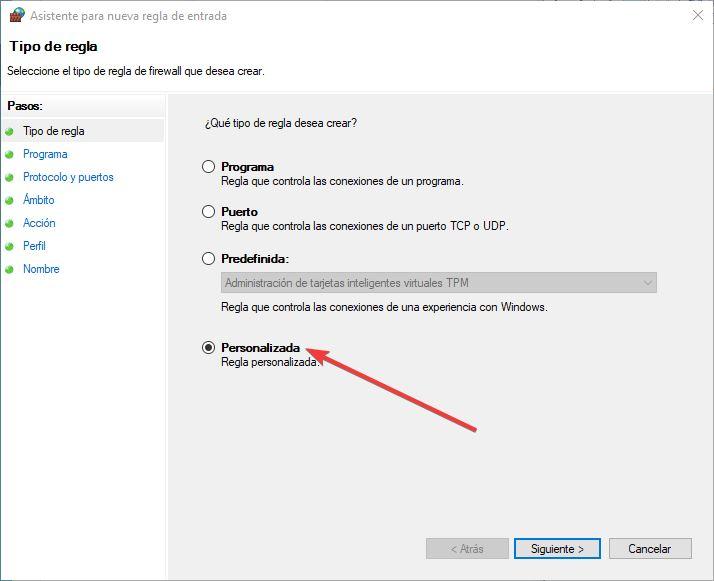 Asistente para nueva regla de entrada
Tipo de regla
Seleccione el tipo de regla de firewall que desea crear.
Pasos:
Tipo de regla
Programa
Protocolo y puertos
Ámbito
Acción
Perfil
Nombre
¿Qué tipo de regla desea crear?
Programa
Regla que controla las conexiones de un programa.
Puerto
Regla que controla las conexiones de un puerto TCP o UDP.
Predefinida:
Administración de tarjetas inteligentes virtuales TPM
Regla que controla las conexiones de una experiencia con Windows.
Personalizada
Regla personalizada.
< Atrás
Siguiente >
Cancelar